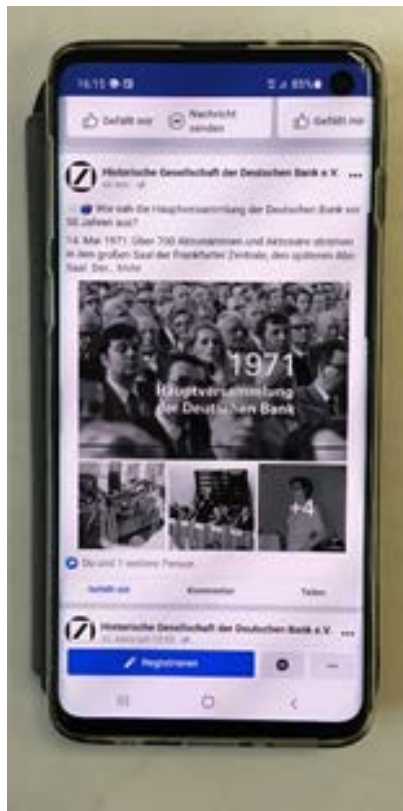 16:15
85%
Gefällt mir
Nachricht senden
Gefällt mir
Historische Gesellschaft der Deutschen Bank e.V.
Wie sah die Hauptversammlung der Deutschen Bank vor
50 Jahren aus?
14. Mai 1971: Über 700 Aktionärinnen und Aktionäre strömen
in den großen Saal der Frankfurter Zentrale, den späteren Abs-
Saal. Der... Mehr
1971
Hauptversammlung
der Deutschen Bank
+4
Du und 1 weitere Person
Gefällt mir
Kommentar
Teilen
Historische Gesellschaft der Deutschen Bank e.V.
Registrieren